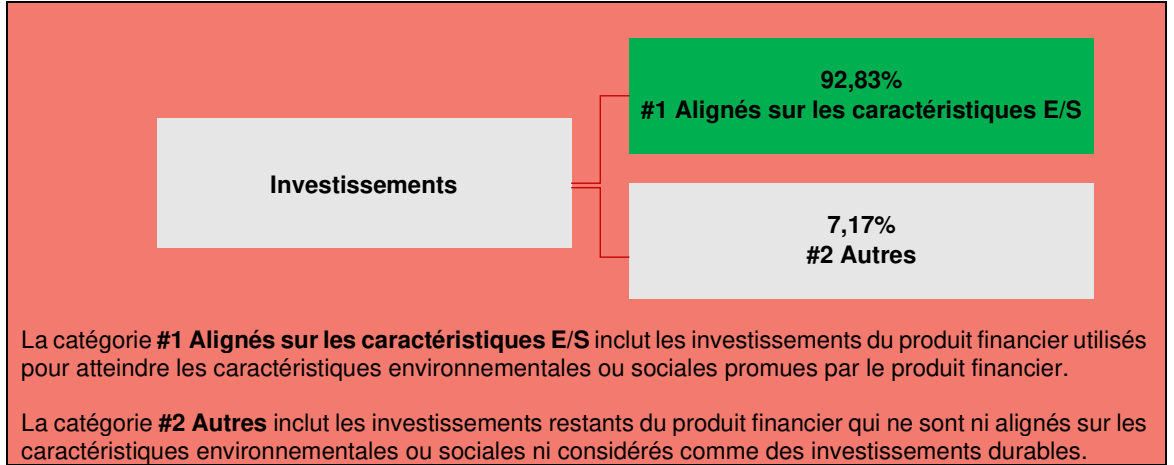 92,83%
#1 Alignés sur les caractéristiques E/S
Investissements
7,17%
#2 Autres
La catégorie #1 Alignés sur les caractéristiques E/S inclut les investissements du produit financier utilisés
pour atteindre les caractéristiques environnementales ou sociales promues par le produit financier.
La catégorie #2 Autres inclut les investissements restants du produit financier qui ne sont ni alignés sur les
caractéristiques environnementales ou sociales ni considérés comme des investissements durables.